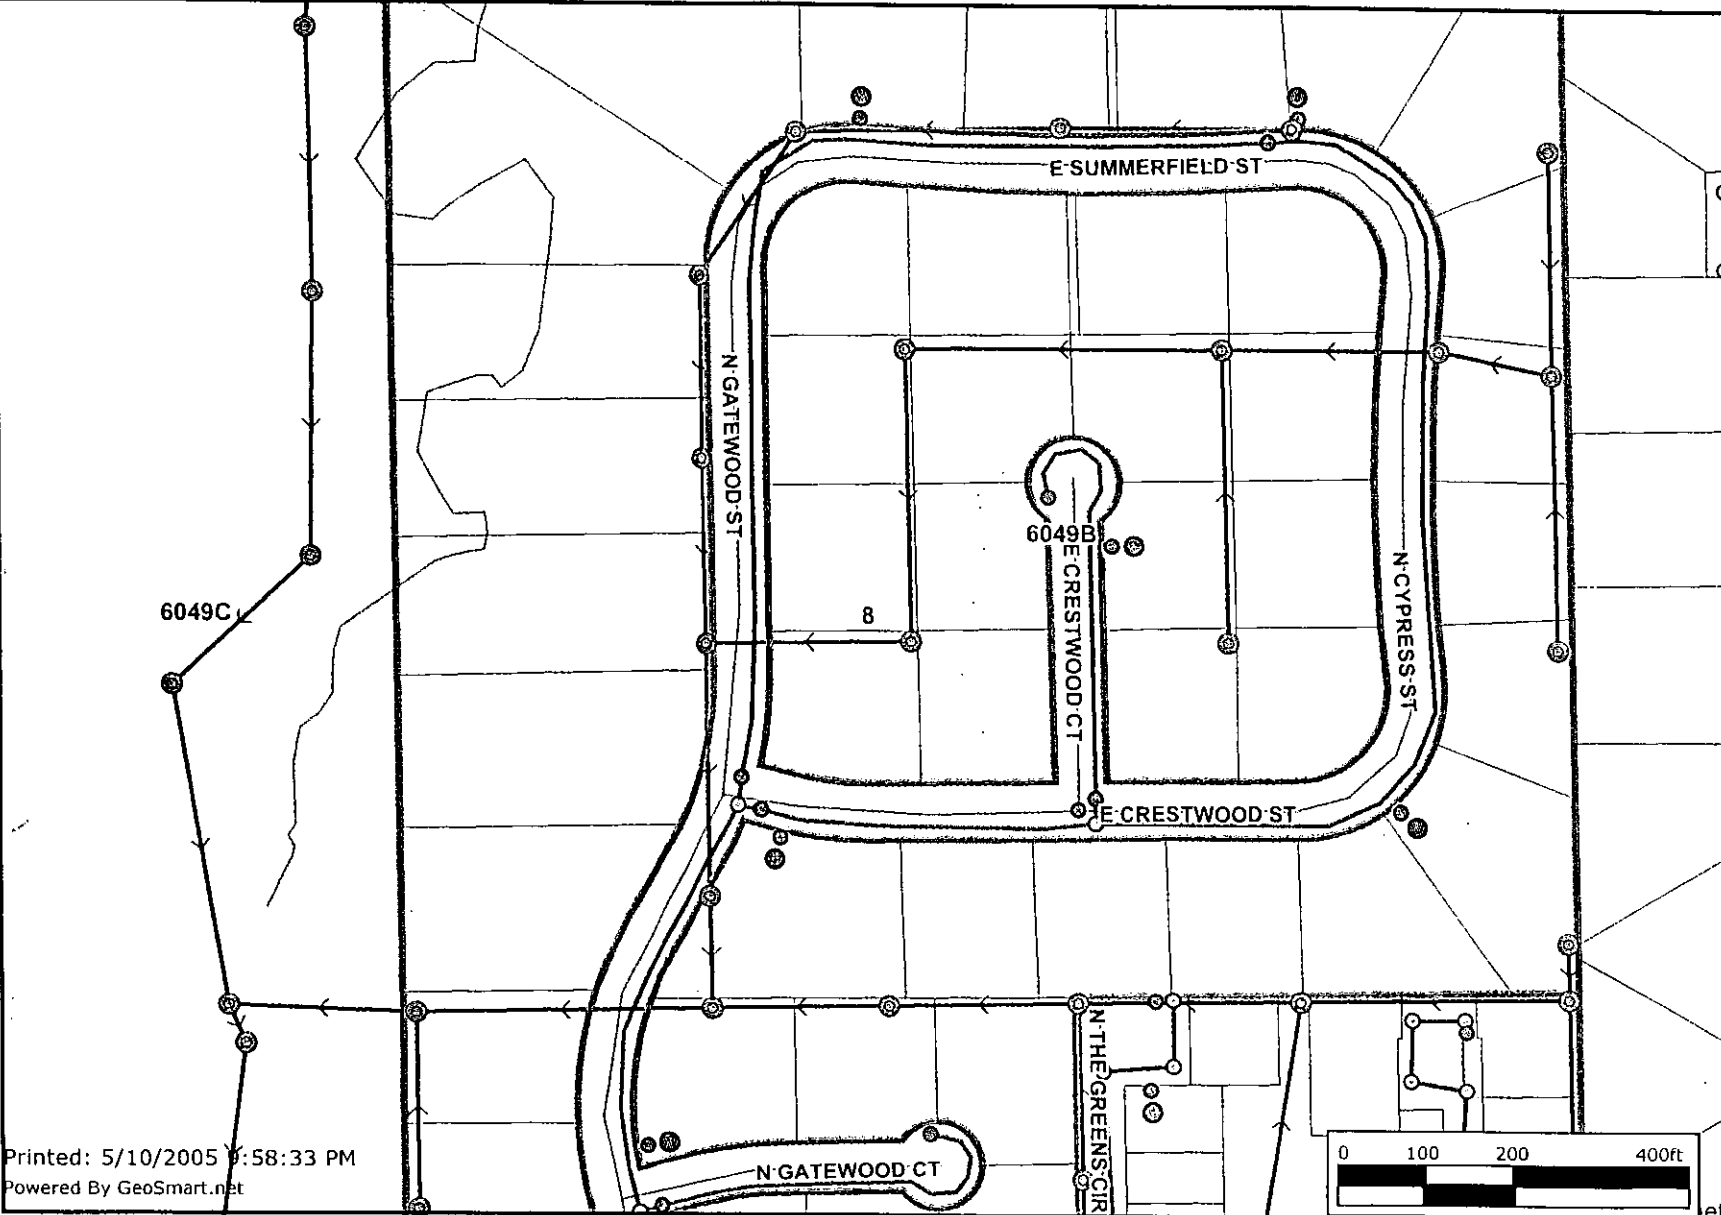 E SUMMERFIELD ST
N GATEWOOD ST
6049B
E CRESTWOOD CT
N CYPRESS ST
6049C
8
E CRESTWOOD ST
N THE GREENS CIR
N GATEWOOD CT
Printed: 5/10/2005 9:58:33 PM
Powered By GeoSmart.net
0 100 200 400ft